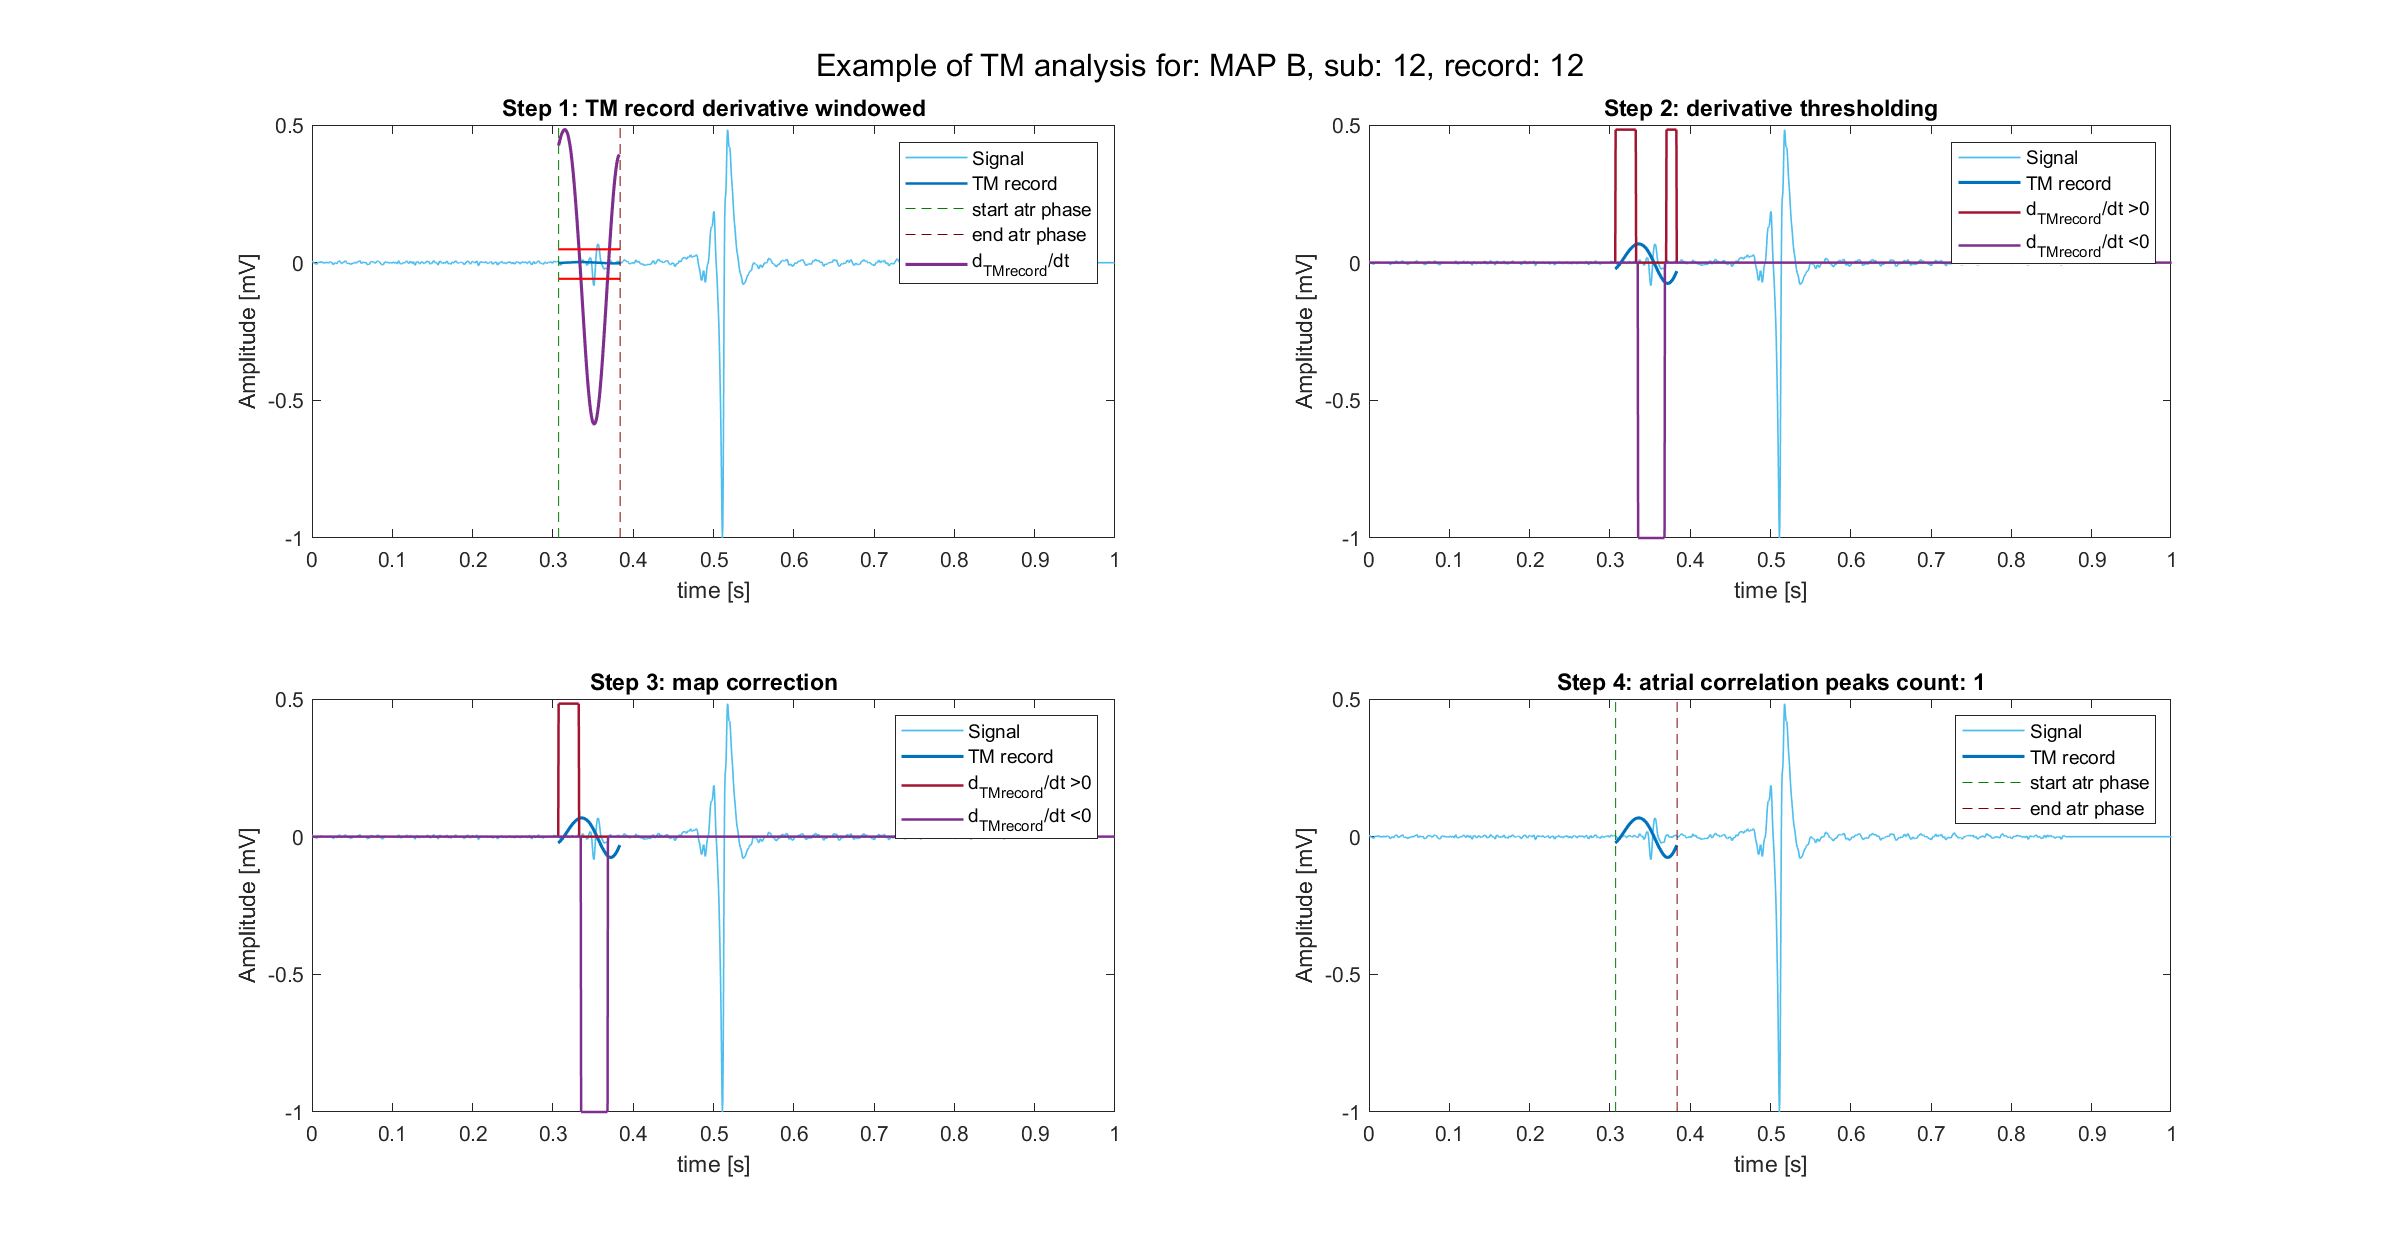 Example of TM analysis for: MAP B, sub: 12, record: 12
Step 1: TM record derivative windowed
0.5
0
-0.5
-1
Amplitude [mV]
0 0.1 0.2 0.3 0.4 0.5 0.6 0.7 0.8 0.9 1
time [s]
Signal
TM record
start atr phase
end atr phase
dTMrecord/dt
Step 2: derivative thresholding
0.5
0
-0.5
-1
Amplitude [mV]
0 0.1 0.2 0.3 0.4 0.5 0.6 0.7 0.8 0.9 1
time [s]
Signal
TM record
dTMrecord/dt >0
dTMrecord/dt <0
Step 3: map correction
0.5
0
-0.5
-1
Amplitude [mV]
0 0.1 0.2 0.3 0.4 0.5 0.6 0.7 0.8 0.9 1
time [s]
Signal
TM record
dTMrecord/dt >0
dTMrecord/dt <0
Step 4: atrial correlation peaks count: 1
0.5
0
-0.5
-1
Amplitude [mV]
0 0.1 0.2 0.3 0.4 0.5 0.6 0.7 0.8 0.9 1
time [s]
Signal
TM record
start atr phase
end atr phase